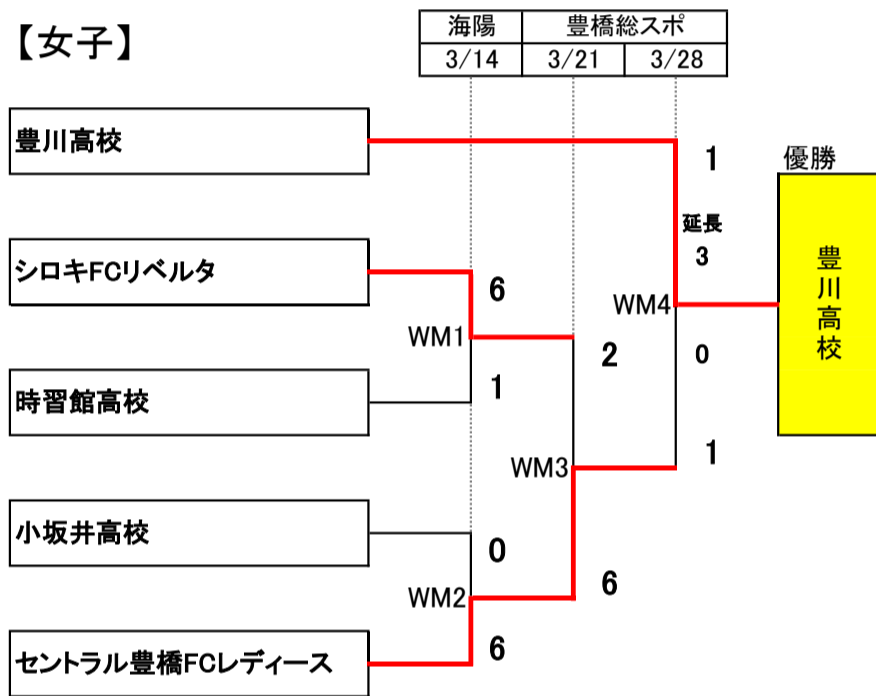 【女子】
海陽 豊橋総スポ
3/14 3/21 3/28
豊川高校
1
優勝
延長
3
豊川高校
シロキFCリベルタ
6
WM4
WM1
2
0
時習館高校
1
1
WM3
小坂井高校
0
6
WM2
セントラル豊橋FCレディース
6